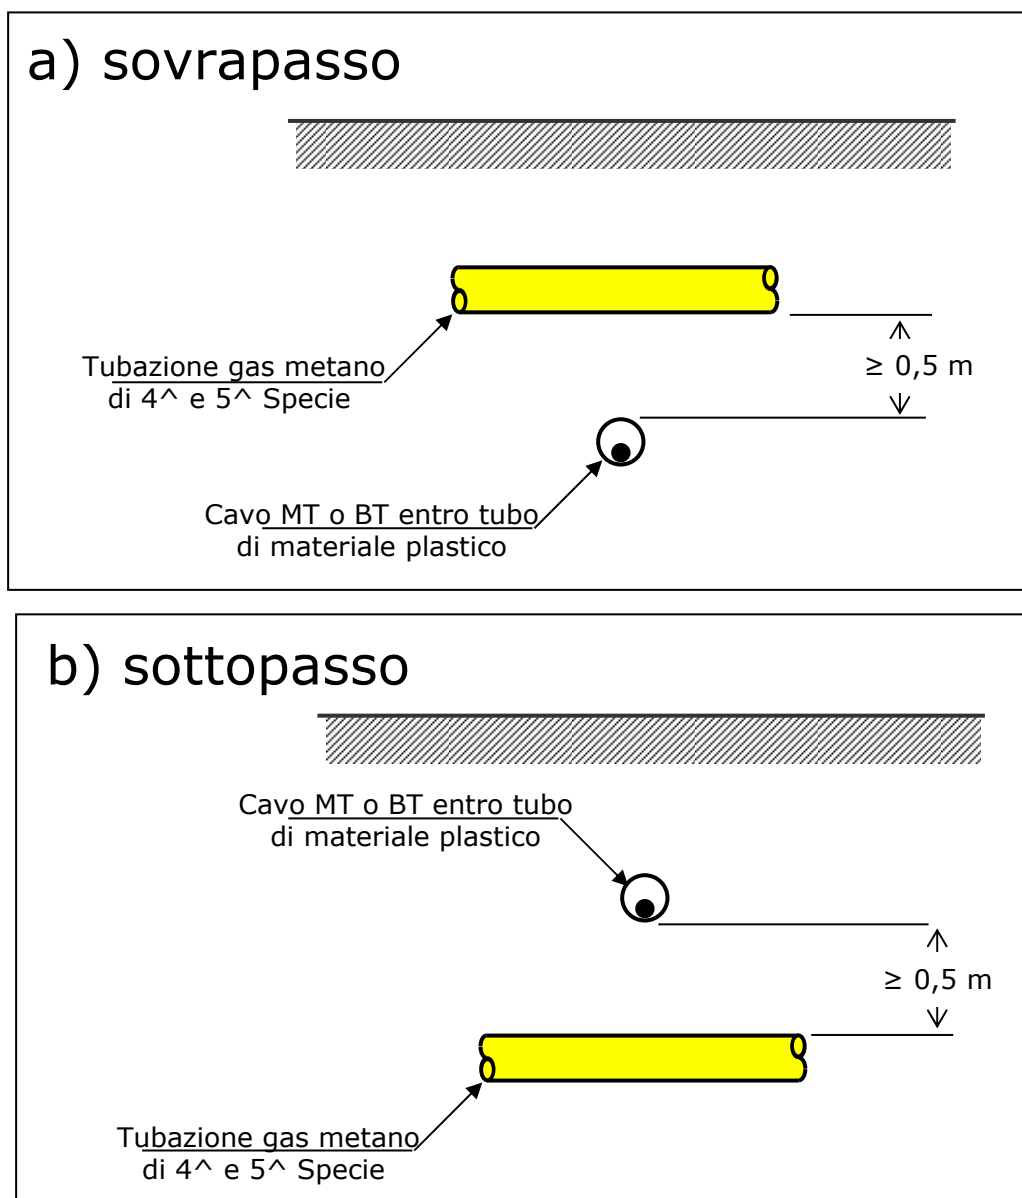 a) sovrapasso
≥ 0,5 m
Tubazione gas metano
di 4^ e 5^ Specie
Cavo MT o BT entro tubo
di materiale plastico
b) sottopasso
Cavo MT o BT entro tubo
di materiale plastico
≥ 0,5 m
Tubazione gas metano
di 4^ e 5^ Specie